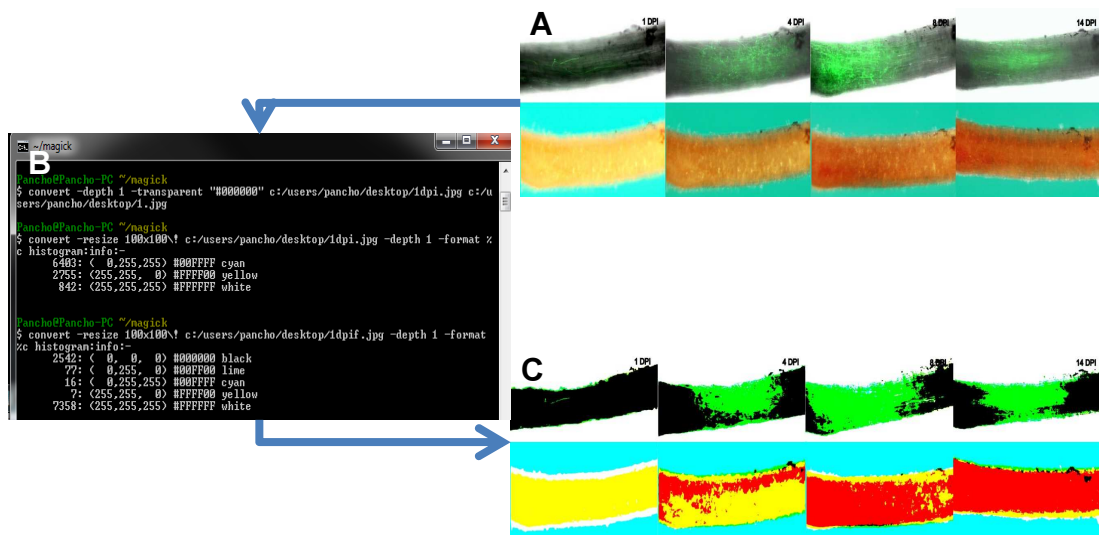 A
1 DPI
4 DPI
8 DPI
14 DPI
~/magick
B
Pancho@Pancho-PC ~/magick
$ convert -depth 1 -transparent "#000000" c:/users/pancho/desktop/1dpi.jpg c:/u
sers/pancho/desktop/1.jpg
Pancho@Pancho-PC ~/magick
$ convert -resize 100x100\! c:/users/pancho/desktop/1dpi.jpg -depth 1 -format %
c histogram:info:-
6403: (  0,255,255) #00FFFF cyan
2755: (255,255,  0) #FFFF00 yellow
842: (255,255,255) #FFFFFF white
Pancho@Pancho-PC ~/magick
$ convert -resize 100x100\! c:/users/pancho/desktop/1dpif.jpg -depth 1 -format
%c histogram:info:-
2542: (  0,  0,  0) #000000 black
77: (  0,255,  0) #00FF00 lime
16: (  0,255,255) #00FFFF cyan
7: (255,255,  0) #FFFF00 yellow
7358: (255,255,255) #FFFFFF white
C
1 DPI
4 DPI
8 DPI
14 DPI